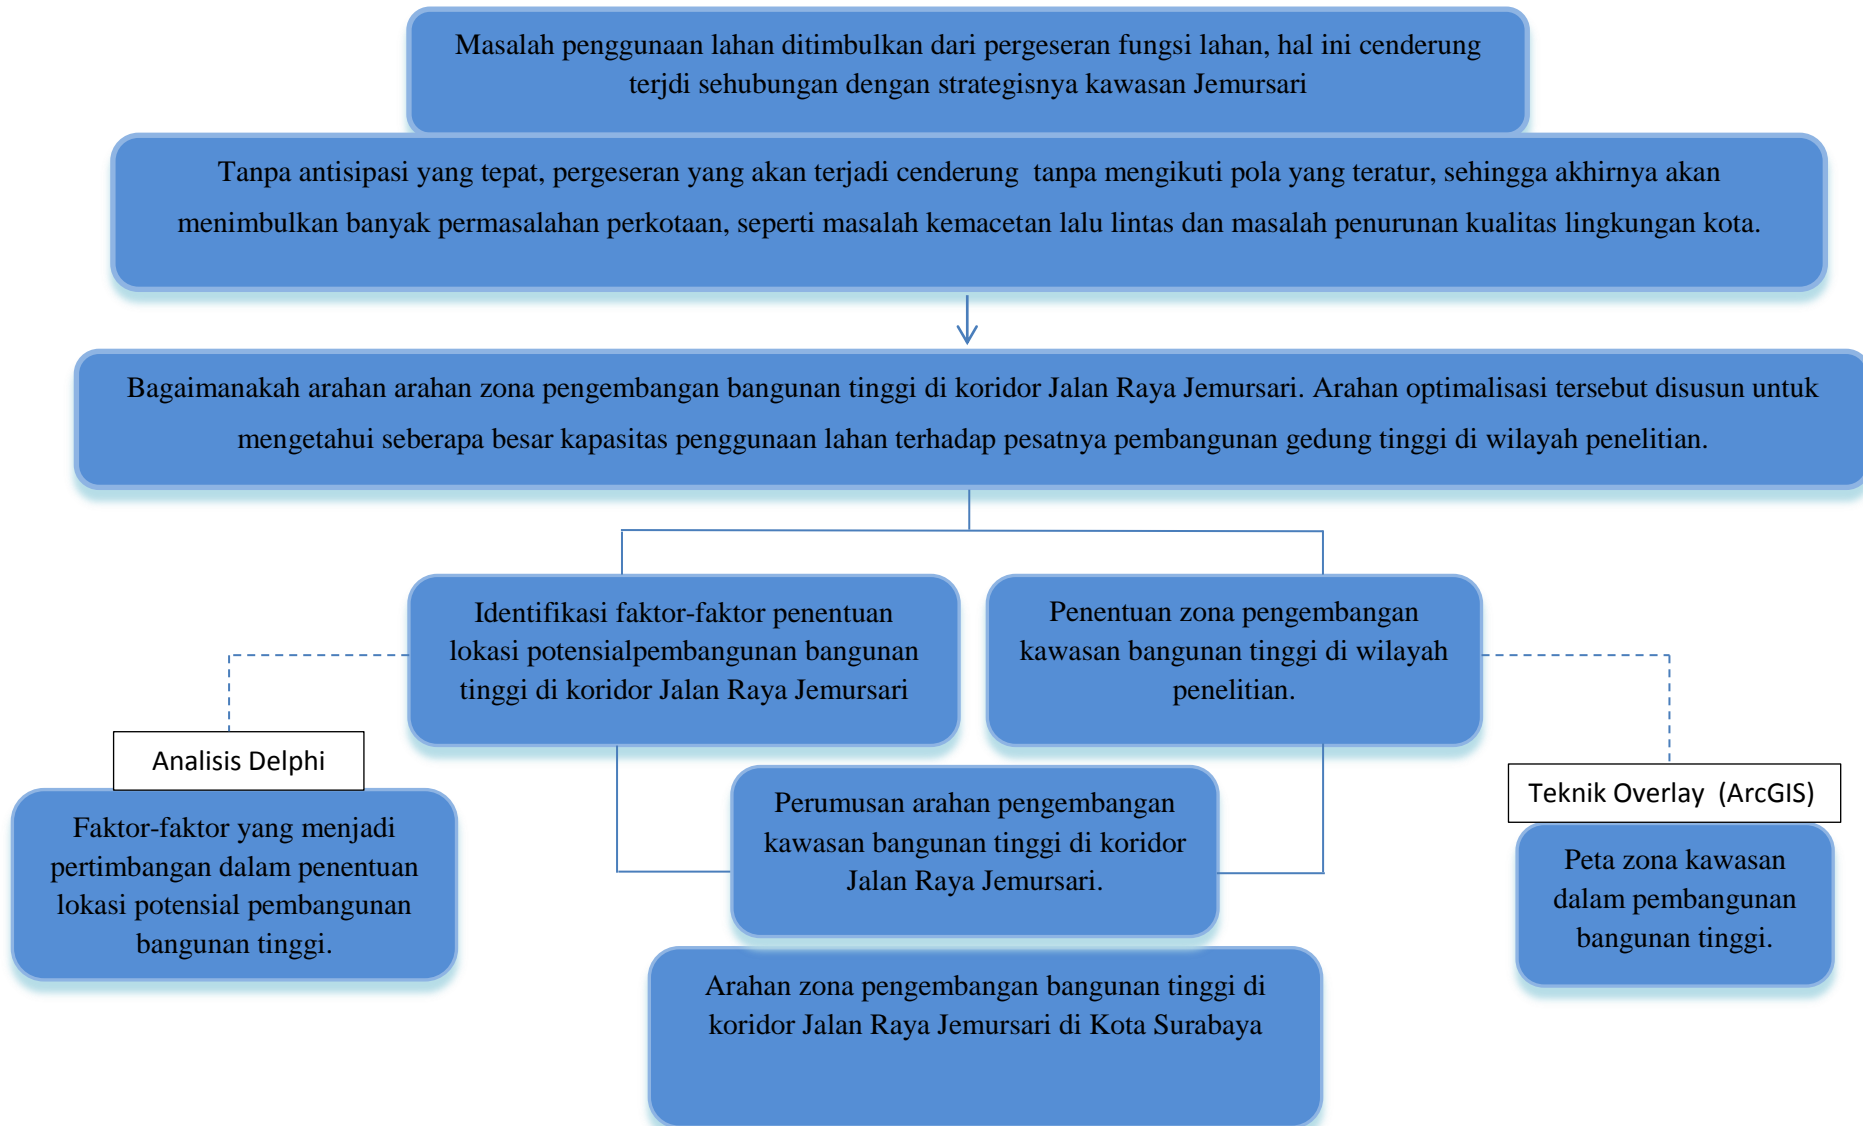 Masalah penggunaan lahan ditimbulkan dari pergeseran fungsi lahan, hal ini cenderung
terjdi sehubungan dengan strategisnya kawasan Jemursari
Tanpa antisipasi yang tepat, pergeseran yang akan terjadi cenderung tanpa mengikuti pola yang teratur, sehingga akhirnya akan
menimbulkan banyak permasalahan perkotaan, seperti masalah kemacetan lalu lintas dan masalah penurunan kualitas lingkungan kota.
Bagaimanakah arahan arahan zona pengembangan bangunan tinggi di koridor Jalan Raya Jemursari. Arahan optimalisasi tersebut disusun untuk
mengetahui seberapa besar kapasitas penggunaan lahan terhadap pesatnya pembangunan gedung tinggi di wilayah penelitian.
Identifikasi faktor-faktor penentuan
lokasi potensialpembangunan bangunan
tinggi di koridor Jalan Raya Jemursari
Penentuan zona pengembangan
kawasan bangunan tinggi di wilayah
penelitian.
Analisis Delphi
Faktor-faktor yang menjadi
pertimbangan dalam penentuan
lokasi potensial pembangunan
bangunan tinggi.
Perumusan arahan pengembangan
kawasan bangunan tinggi di koridor
Jalan Raya Jemursari.
Teknik Overlay (ArcGIS)
Peta zona kawasan
dalam pembangunan
bangunan tinggi.
Arahan zona pengembangan bangunan tinggi di
koridor Jalan Raya Jemursari di Kota Surabaya